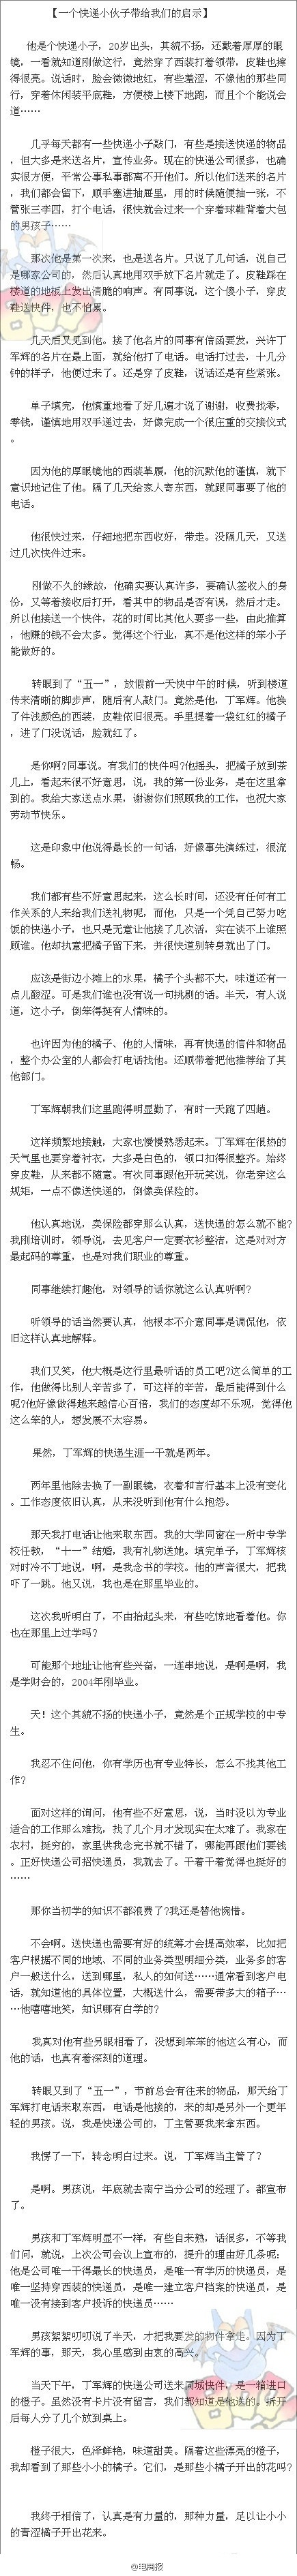 【一个快递小伙子带给我们的启示】
他是个快递小子，20岁出头，其貌不扬，还戴着厚厚的眼
镜，一看就知道刚做这行，竟然穿了西装打着领带，皮鞋也擦
得很亮。说话时，脸会微微地红，有些羞涩，不像他的那些同
行，穿着休闲装平底鞋，方便楼上楼下地跑，而且个个能说会
道……
几乎每天都有一些快递小子敲门，有些是接送快递的物品
，但大多是来送名片，宣传业务。现在的快递公司很多，也确
实很方便，平常公事私事都离不开他们。所以他们送来的名片
，我们都会留下，顺手塞进抽屉里，用的时候随便抽一张，不
管张三李四，打个电话，很快就会过来一个穿着球鞋背着大包
的男孩子……
那次他是第一次来，也是送名片。只说了几句话，说自己
是哪家公司的，然后认真地用双手放下名片就走了。皮鞋踩在
楼道的地板上发出清脆的响声。有同事说，这个傻小子，穿皮
鞋送快件，也不怕累。
几天后又见到他。接了他名片的同事有信函要发，兴许丁
军辉的名片在最上面，就给他打了电话。电话打过去，十几分
钟的样子，他便过来了。还是穿了皮鞋，说话还是有些紧张。
单子填完，他慎重地看了好几遍才说了谢谢，收费找零，
零钱，谨慎地用双手递过去，好像完成一个很庄重的交接仪式
。
因为他的厚眼镜他的西装革履，他的沉默他的谨慎，就下
意识地记住了他。隔了几天给家人寄东西，就跟同事要了他的
电话。
他很快过来，仔细地把东西收好，带走。没隔几天，又送
过几次快件过来。
刚做不久的缘故，他确实要认真许多，要确认签收人的身
份，又等着接收后打开，看其中的物品是否有误，然后才走。
所以他接送一个快件，花的时间比其他人要多一些，由此推算
，他赚的钱不会太多。觉得这个行业，真不是他这样的笨小子
能做好的。
转眼到了“五一”，放假前一天快中午的时候，听到楼道
传来清晰的脚步声，随后有人敲门。竟然是他，丁军辉。他换
了件浅颜色的西装，皮鞋依旧很亮。手里提着一袋红红的橘子
，进了门没说话，脸就红了。
是你啊?同事说。有我们的快件吗?他摇头，把橘子放到茶
几上，看起来很不好意思，说，我的第一份业务，是在这里拿
到的。我给大家送点水果，谢谢你们照顾我的工作，也祝大家
劳动节快乐。
这是印象中他说得最长的一句话，好像事先演练过，很流
畅。
我们都有些不好意思起来，这么长时间，还没有任何有工
作关系的人来给我们送礼物呢，而他，只是一个凭自己努力吃
饭的快递小子，也只是无意让他接了几次活，实在谈不上谁照
顾谁。他却执意把橘子留下来，并很快道别转身就出了门。
应该是街边小摊上的水果，橘子个头都不大，味道还有一
点儿酸涩。可是我们谁也没有说一句挑剔的话。半天，有人说
道，这小子，倒笨得挺有人情味的。
也许因为他的橘子、他的人情味，再有快递的信件和物品
，整个办公室的人都会打电话找他。还顺带着把他推荐给了其
他部门。
丁军辉朝我们这里跑得明显勤了，有时一天跑了四趟。
这样频繁地接触，大家也慢慢熟悉起来。丁军辉在很热的
天气里也要穿着衬衣，大多是白色的，领口扣得很整齐。始终
穿皮鞋，从来都不随意。有次同事跟他开玩笑说，你老穿这么
规矩，一点不像送快递的，倒像卖保险的。
他认真地说，卖保险都穿那么认真，送快递的怎么就不能?
我刚培训时，领导说，去见客户一定要衣衫整洁，这是对对方
最起码的尊重，也是对我们职业的尊重。
同事继续打趣他，对领导的话你就这么认真听啊?
听领导的话当然要认真，他根本不介意同事是调侃他，依
旧这样认真地解释。
我们又笑，他大概是这行里最听话的员工吧?这么简单的工
作，他做得比别人辛苦多了，可这样的辛苦，最后能得到什么
呢?他好像做得越来越信心百倍，我们的态度却不乐观，觉得他
这么笨的人，想发展不太容易。
果然，丁军辉的快递生涯一干就是两年。
两年里他除去换了一副眼镜，衣着和言行基本上没有变化
。工作态度依旧认真，从来没听到他有什么抱怨。
那天我打电话让他来取东西。我的大学同窗在一所中专学
校任教，“十一”结婚，我有礼物送她。填完单子，丁军辉核
对时冷不丁地说，啊，是我念书的学校。他的声音很大，把我
吓了一跳。他又说，我也是在那里毕业的。
这次我听明白了，不由抬起头来，有些吃惊地看着他。你
也在那里上过学吗?
可能那个地址让他有些兴奋，一连串地说，是啊是啊，我
是学财会的，2004年刚毕业。
天！这个其貌不扬的快递小子，竟然是个正规学校的中专
生。
我忍不住问他，你有学历也有专业特长，怎么不找其他工
作?
面对这样的询问，他有些不好意思，说，当时没以为专业
适合的工作那么难找，找了几个月才发现实在太难了。我家在
农村，挺穷的，家里供我念完书就不错了，哪能再跟他们要钱
。正好快递公司招快递员，我就去了。干着干着觉得也挺好的
……
那你当初学的知识不都浪费了?我还是替他惋惜。
不会啊。送快递也需要有好的统筹才会提高效率，比如把
客户根据不同的地域、不同的业务类型明细分类，业务多的客
户一般送什么，送到哪里，私人的如何送……通常看到客户电
话，就知道他的具体位置，大概送什么，需要带多大的箱子…
…他嘻嘻地笑，知识哪有白学的?
我真对他有些另眼相看了，没想到笨笨的他这么有心，而
他的话，也真有着深刻的道理。
转眼又到了“五一”，节前总会有往来的物品，那天给丁
军辉打电话来取东西，电话是他接的，来的却是另外一个更年
轻的男孩。说，我是快递公司的，丁主管要我来拿东西。
我愣了一下，转念明白过来。说，丁军辉当主管了?
是啊。男孩说，年底就去南宁当分公司的经理了。都宣布
了。
男孩和丁军辉明显不一样，有些自来熟，话很多，不等我
们问，就说，上次公司会议上宣布的，提升的理由好几条呢：
他是公司唯一干得最长的快递员，是唯一有学历的快递员，是
唯一坚持穿西装的快递员，是唯一建立客户档案的快递员，是
唯一没有接到客户投诉的快递员……
男孩絮絮叨叨说了半天，才把我要发的物件拿走。因为丁
军辉的事，那天，我心里感到由衷的高兴。
当天下午，丁军辉的快递公司送来同城快件，是一箱进口
的橙子。虽然没有卡片没有留言，我们都知道是他送的。拆开
后每人分了几个放到桌上。
橙子很大，色泽鲜艳，味道甜美。隔着这些漂亮的橙子，
我却看到了那些小小的橘子。它们，是那些小橘子开出的花吗?
我终于相信了，认真是有力量的，那种力量，足以让小小
的青涩橘子开出花来。
@电商报